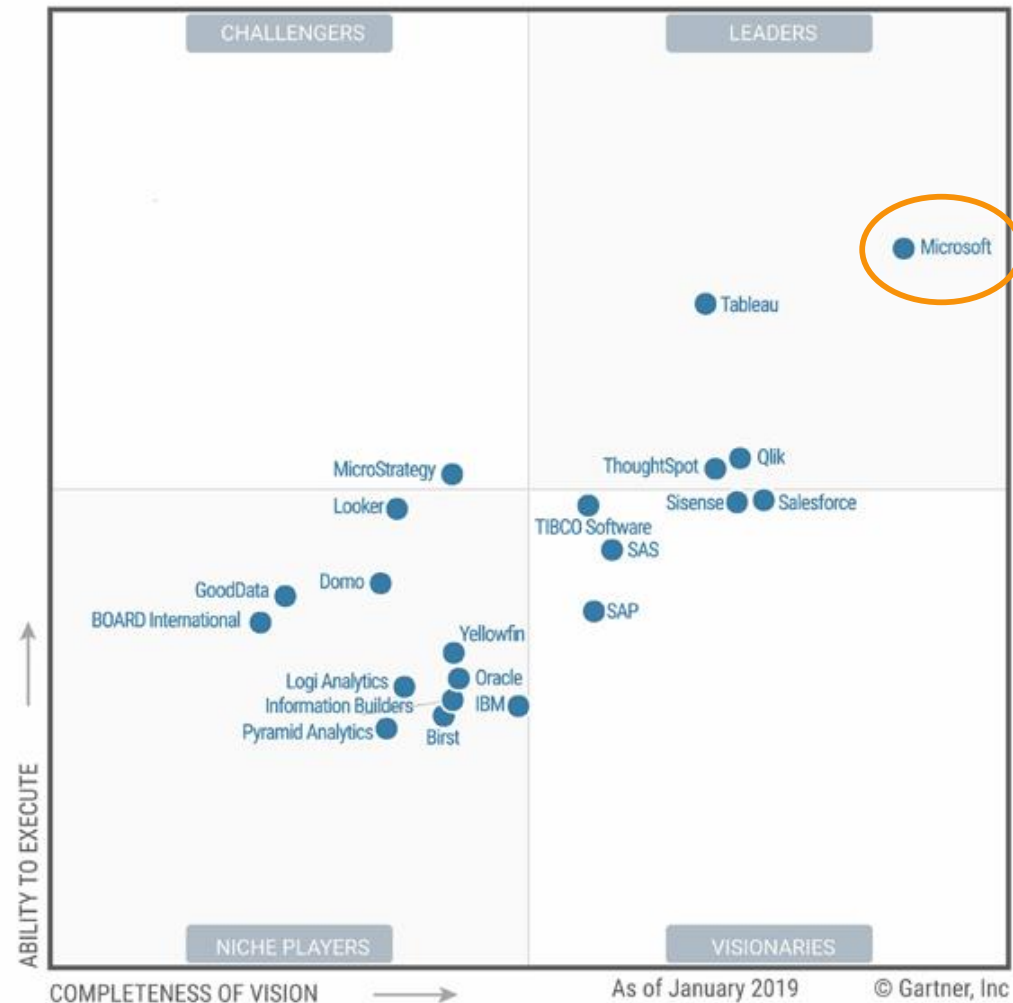 CHALLENGERS
LEADERS
Microsoft
Tableau
MicroStrategy
ThoughtSpot
Qlik
Looker
Sisense
Salesforce
TIBCO Software
SAS
Domo
GoodData
BOARD International
SAP
Yellowfin
Logi Analytics
Oracle
Information Builders
IBM
Pyramid Analytics
Birst
ABILITY TO EXECUTE
NICHE PLAYERS
VISIONARIES
COMPLETENESS OF VISION
As of January 2019
© Gartner, Inc